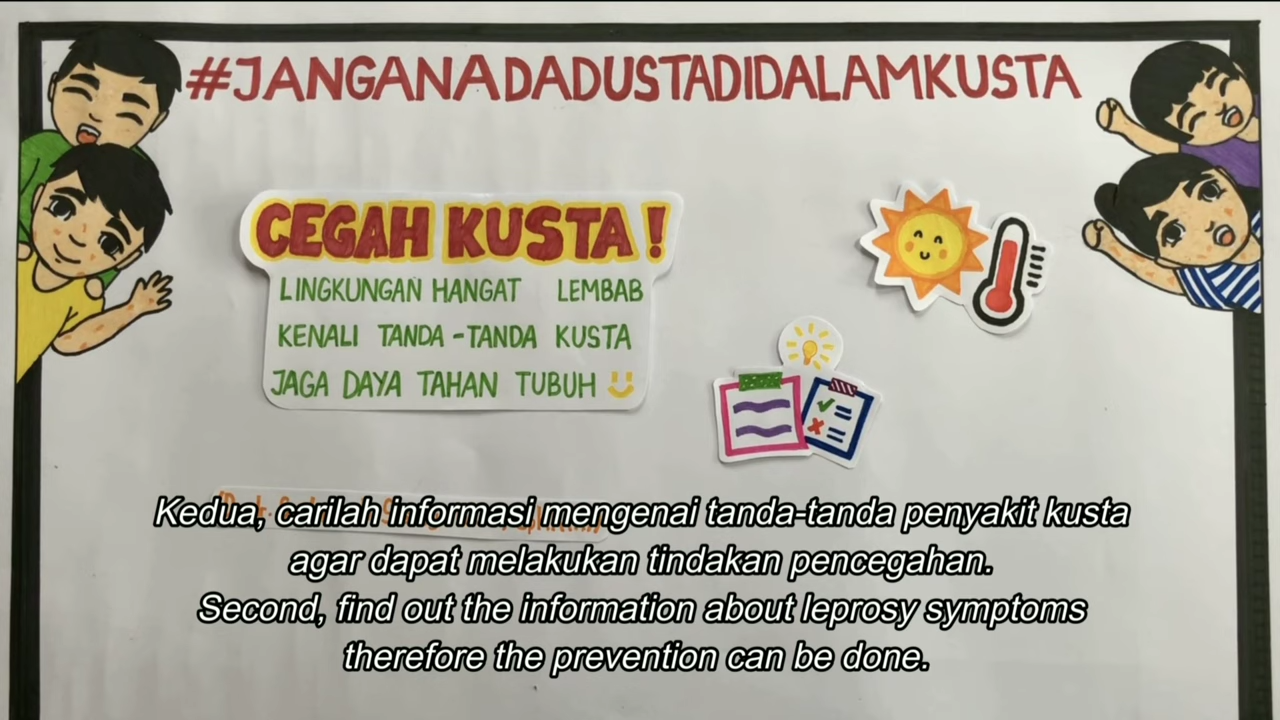 #JANGANADADUSTADIDALAMKUSTA
CEGAH KUSTA!
LINGKUNGAN HANGAT LEMBAB
KENALI TANDA-TANDA KUSTA
JAGA DAYA TAHAN TUBUH
Kedua, carilah informasi mengenai tanda-tanda penyakit kusta
agar dapat melakukan tindakan pencegahan.
Second, find out the information about leprosy symptoms
therefore the prevention can be done.